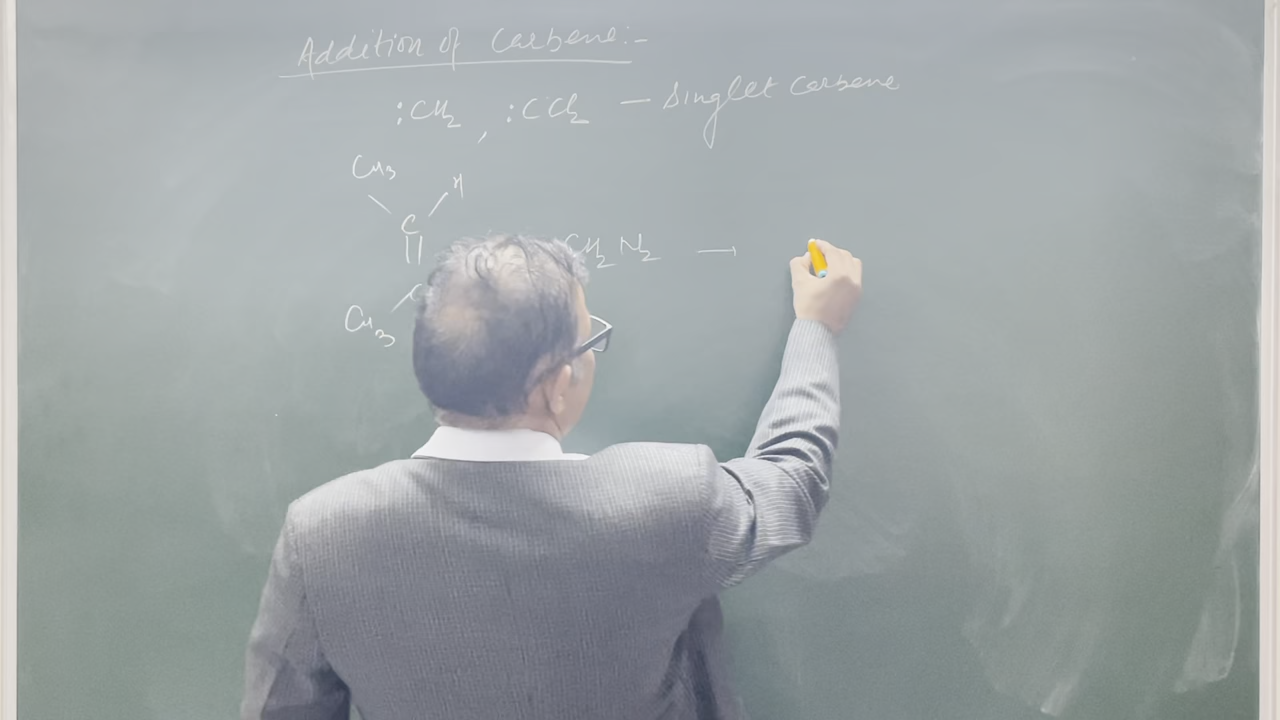 Addition of Carbene:-
:CH2 , :CCl2 — Singlet Carbene
CH3 H
C
||
CH2N2 →
C
CH3